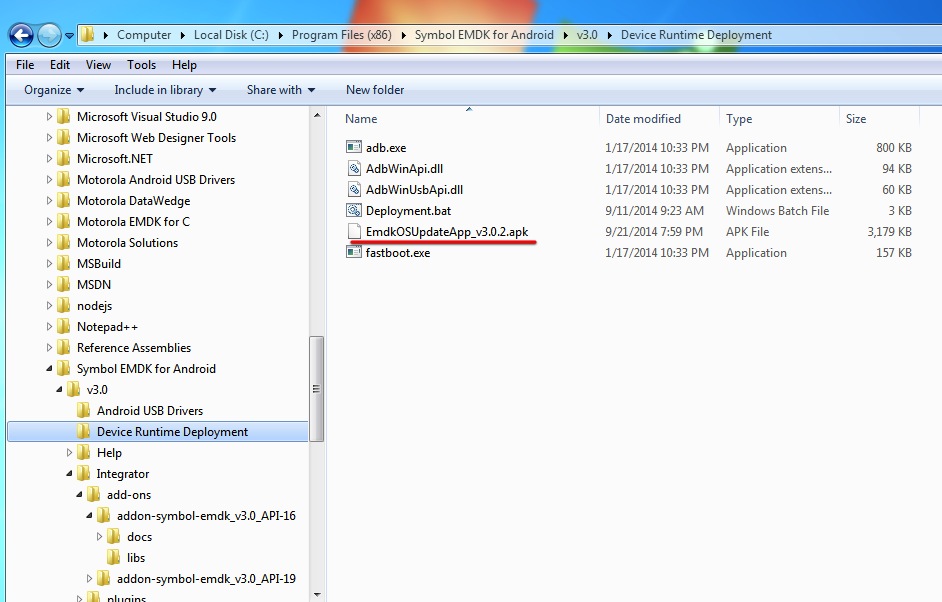 Computer Local Disk (C:) Program Files (x86) Symbol EMDK for Android v3.0 Device Runtime Deployment
File Edit View Tools Help
Organize Include in library Share with New folder
Microsoft Visual Studio 9.0
Microsoft Web Designer Tools
Microsoft.NET
Motorola Android USB Drivers
Motorola DataWedge
Motorola EMDK for C
Motorola Solutions
MSBuild
MSDN
nodejs
Notepad++
Reference Assemblies
Symbol EMDK for Android
v3.0
Android USB Drivers
Device Runtime Deployment
Help
Integrator
add-ons
addon-symbol-emdk_v3.0_API-16
docs
libs
addon-symbol-emdk_v3.0_API-19
plugins
Name Date modified Type Size
adb.exe 1/17/2014 10:33 PM Application 800 KB
AdbWinApi.dll 1/17/2014 10:33 PM Application extens... 94 KB
AdbWinUsbApi.dll 1/17/2014 10:33 PM Application extens... 60 KB
Deployment.bat 9/11/2014 9:23 AM Windows Batch File 3 KB
EmdkOSUpdateApp_v3.0.2.apk 9/21/2014 7:59 PM APK File 3,179 KB
fastboot.exe 1/17/2014 10:33 PM Application 157 KB